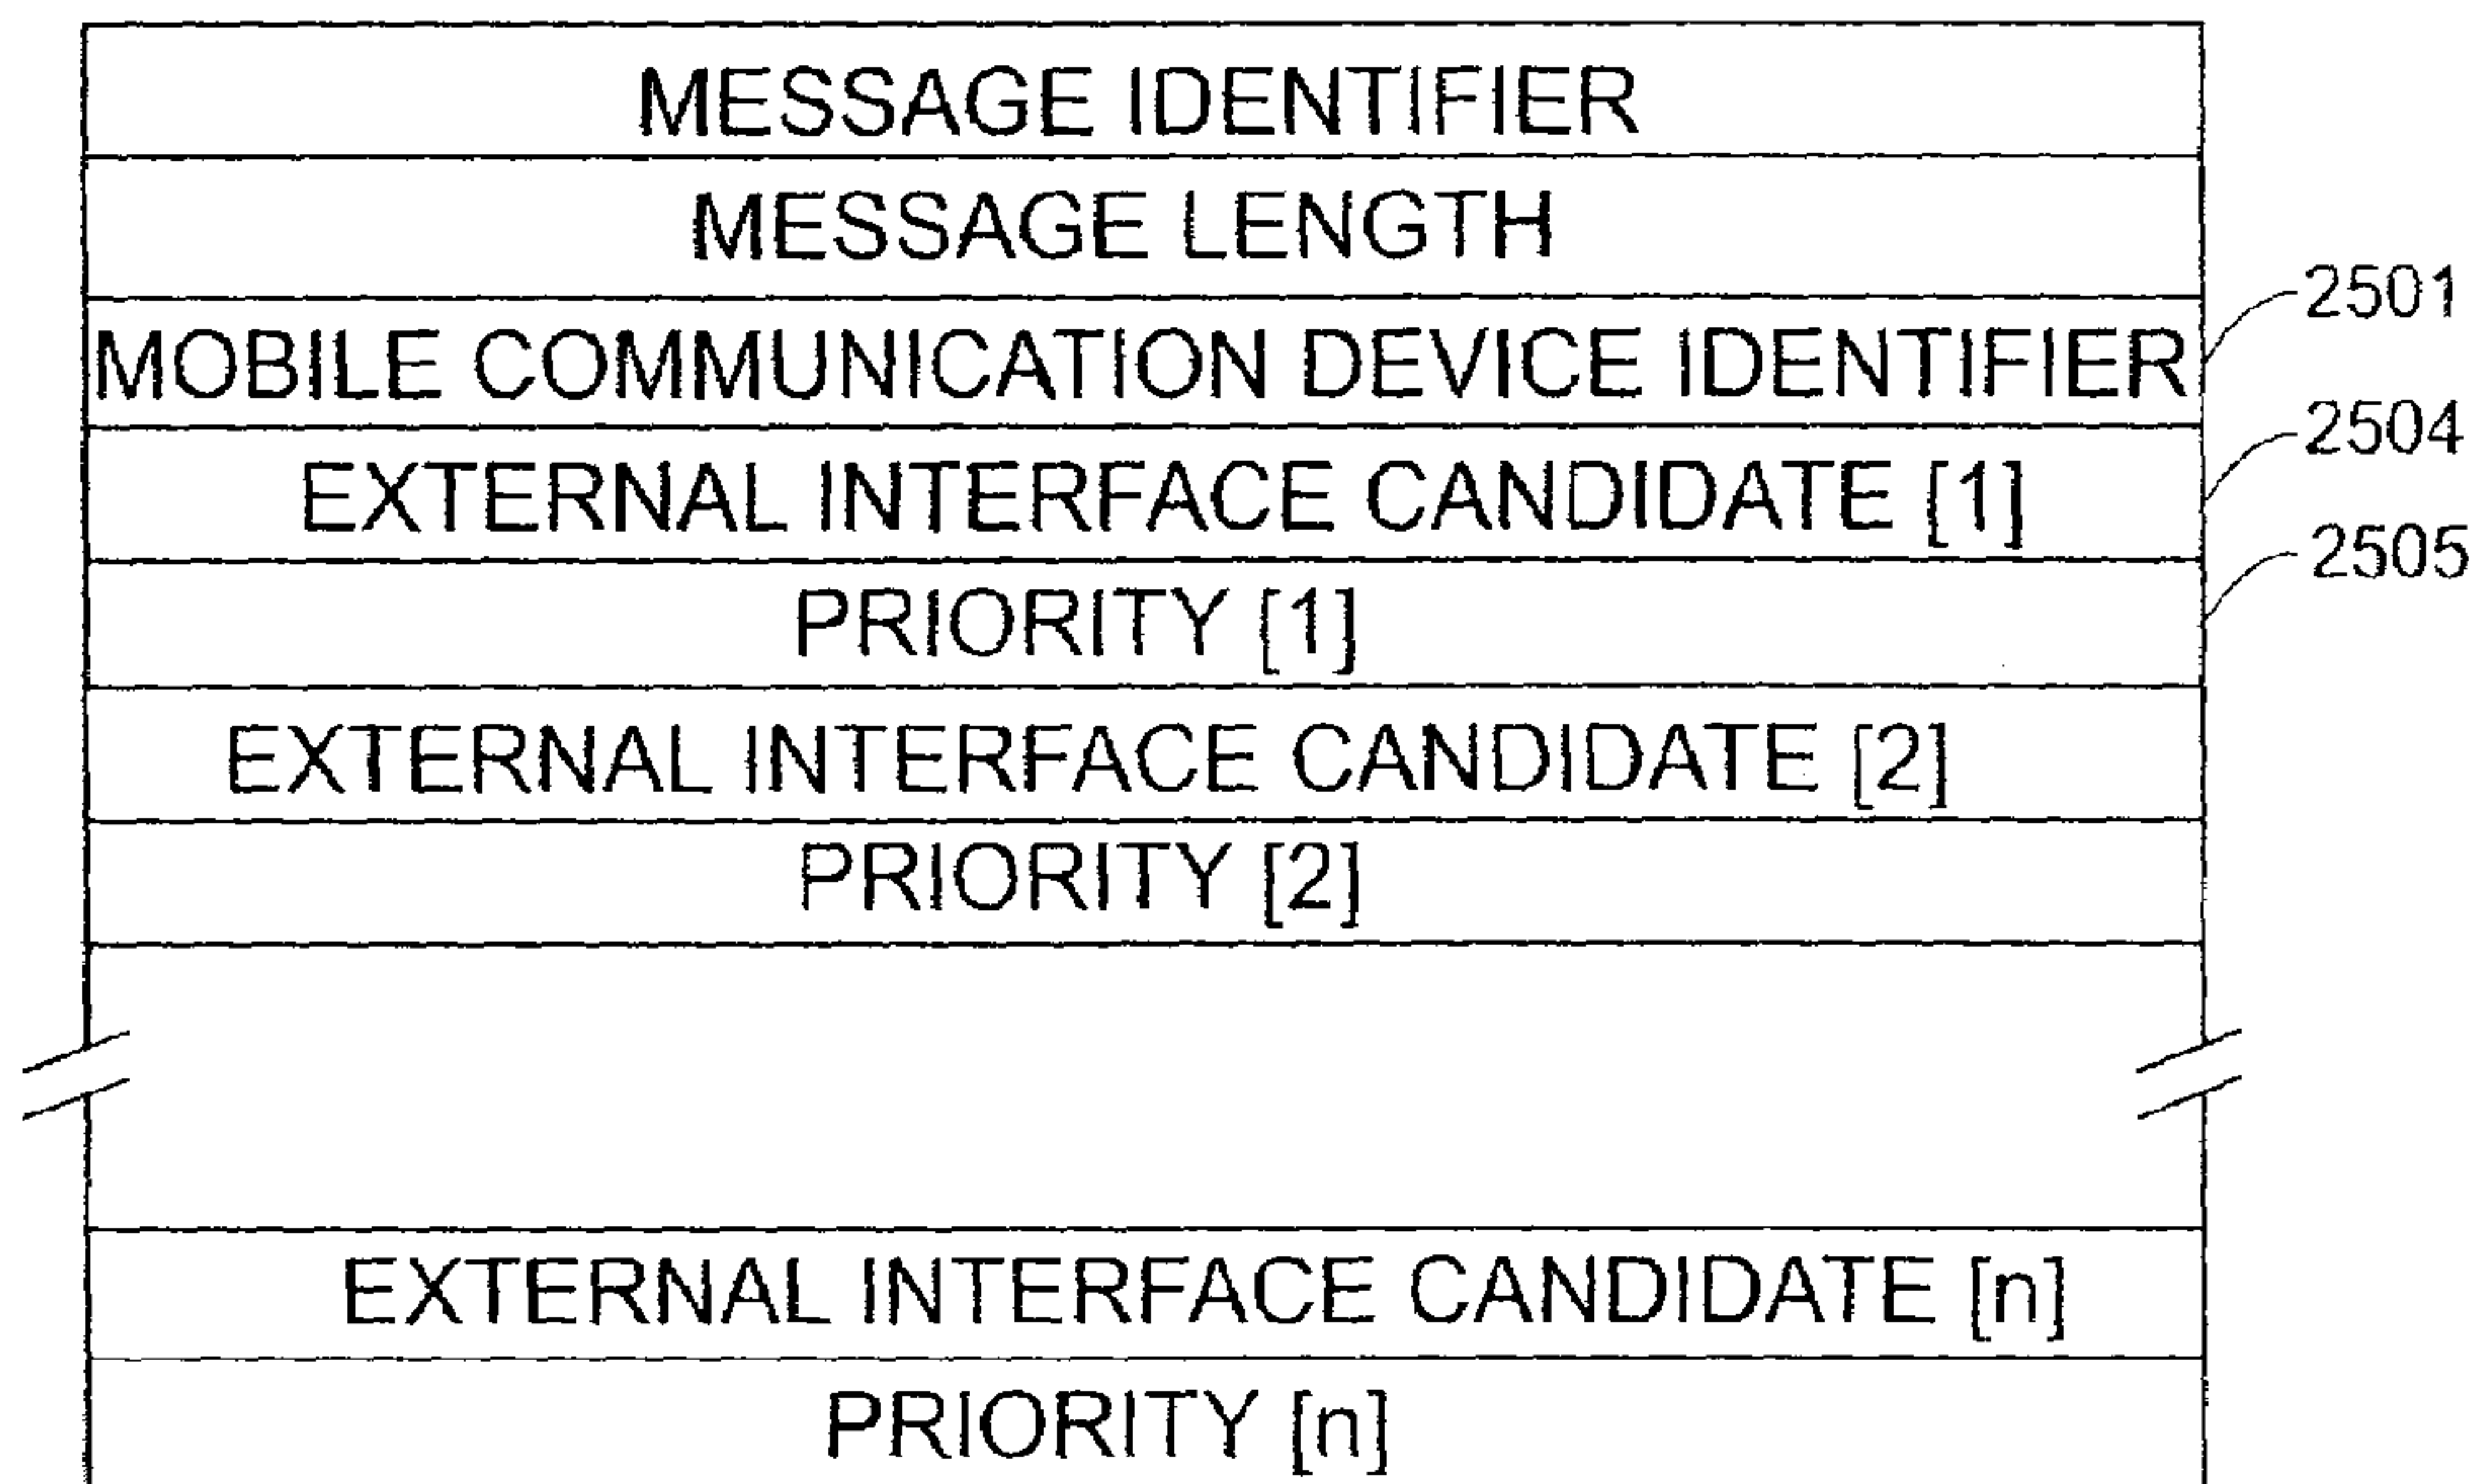 MESSAGE IDENTIFIER
MESSAGE LENGTH
2501
MOBILE COMMUNICATION DEVICE IDENTIFIER
2504
EXTERNAL INTERFACE CANDIDATE [1]
2505
PRIORITY [1]
EXTERNAL INTERFACE CANDIDATE [2]
PRIORITY [2]
EXTERNAL INTERFACE CANDIDATE [n]
PRIORITY [n]